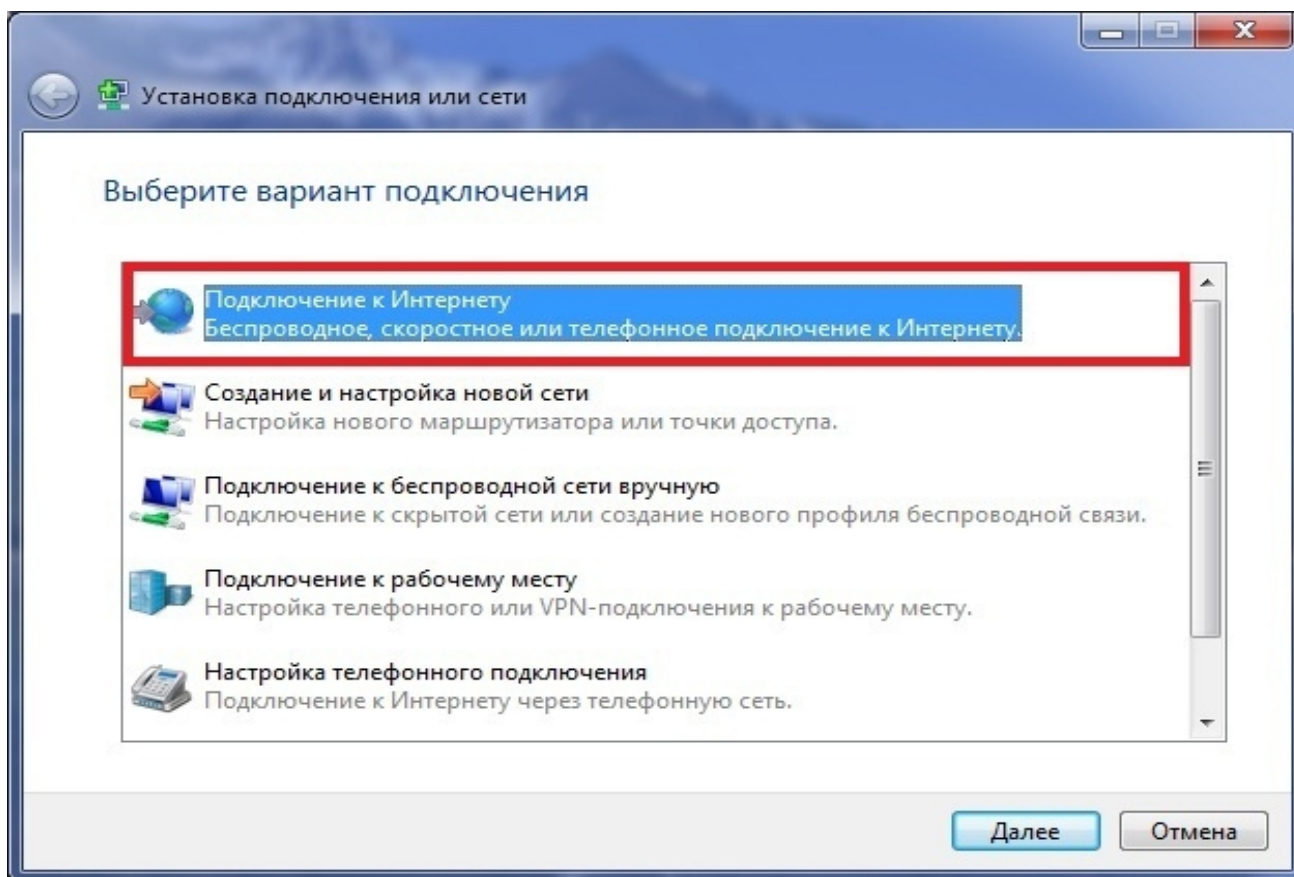 Установка подключения или сети
Выберите вариант подключения
Подключение к Интернету
Беспроводное, скоростное или телефонное подключение к Интернету.
Создание и настройка новой сети
Настройка нового маршрутизатора или точки доступа.
Подключение к беспроводной сети вручную
Подключение к скрытой сети или создание нового профиля беспроводной связи.
Подключение к рабочему месту
Настройка телефонного или VPN-подключения к рабочему месту.
Настройка телефонного подключения
Подключение к Интернету через телефонную сеть.
Далее Отмена